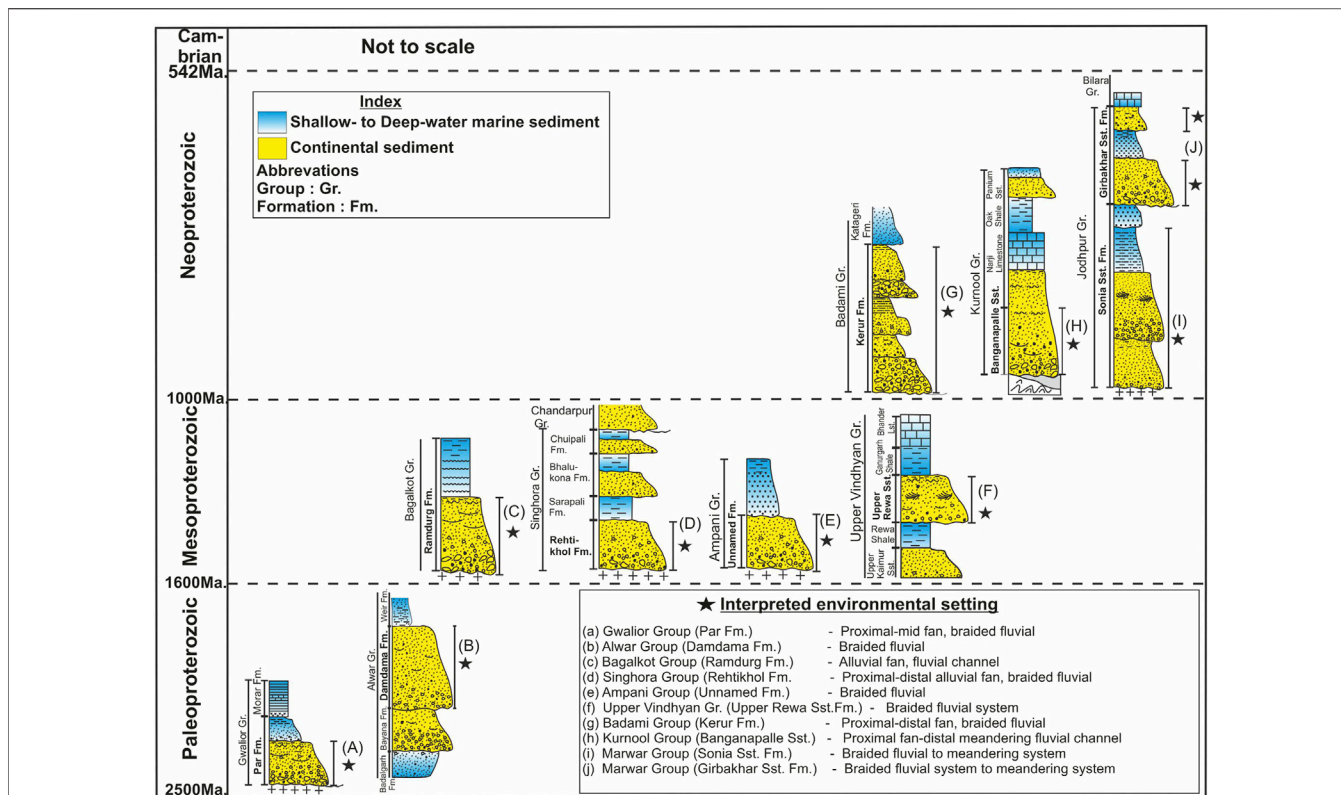 Cam-
brian
Not to scale
542Ma.
Index
Shallow- to Deep-water marine sediment
Continental sediment
Abbrevations
Group : Gr.
Formation : Fm.
Neoproterozoic
Badami Gr.
Kerur Fm.
Katageri
Fm.
(G)
★
Kurnool Gr.
Banganapalle Sst.
Narji
Limestone
Oak
Shale
Panium
Sst.
(H)
★
Jodhpur Gr.
Sonia Sst. Fm.
Girbakhar Sst. Fm.
Bilara
Gr.
★
(J)
★
(I)
★
1000Ma.
Mesoproterozoic
Bagalkot Gr.
Ramdurg Fm.
(C)
★
Singhora Gr.
Chandarpur
Gr.
Chuipali
Fm.
Bhalu-
kona Fm.
Sarapali
Fm.
Rehti-
khol Fm.
(D)
★
Ampani Gr.
Unnamed Fm.
(E)
★
Upper Vindhyan Gr.
Upper
Kaimur
Sst.
Rewa
Shale
Upper
Rewa Sst.
Ganurgarh
Shale
Bhander
Lst.
(F)
★
1600Ma.
Paleoproterozoic
Gwalior Gr.
Par Fm.
Morar Fm.
(A)
★
Alwar Gr.
Badalgarh
Fm.
Bayana Fm.
Damdama Fm.
Weir Fm.
(B)
★
2500Ma.
★ Interpreted environmental setting
(a) Gwalior Group (Par Fm.) - Proximal-mid fan, braided fluvial
(b) Alwar Group (Damdama Fm.) - Braided fluvial
(c) Bagalkot Group (Ramdurg Fm.) - Alluvial fan, fluvial channel
(d) Singhora Group (Rehtikhol Fm. - Proximal-distal alluvial fan, braided fluvial
(e) Ampani Group (Unnamed Fm.) - Braided fluvial
(f) Upper Vindhyan Gr. (Upper Rewa Sst.Fm.) - Braided fluvial system
(g) Badami Group (Kerur Fm.) - Proximal-distal fan, braided fluvial
(h) Kurnool Group (Banganapalle Sst.) - Proximal fan-distal meandering fluvial channel
(i) Marwar Group (Sonia Sst. Fm.) - Braided fluvial to meandering system
(j) Marwar Group (Girbakhar Sst. Fm.) - Braided fluvial system to meandering system